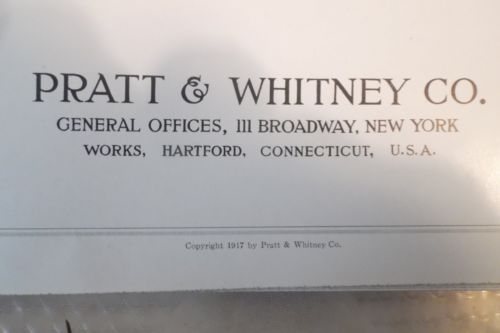 PRATT & WHITNEY CO.
GENERAL OFFICES, 111 BROADWAY, NEW YORK
WORKS, HARTFORD, CONNECTICUT, U.S.A.
Copyright 1917 by Pratt & Whitney Co.